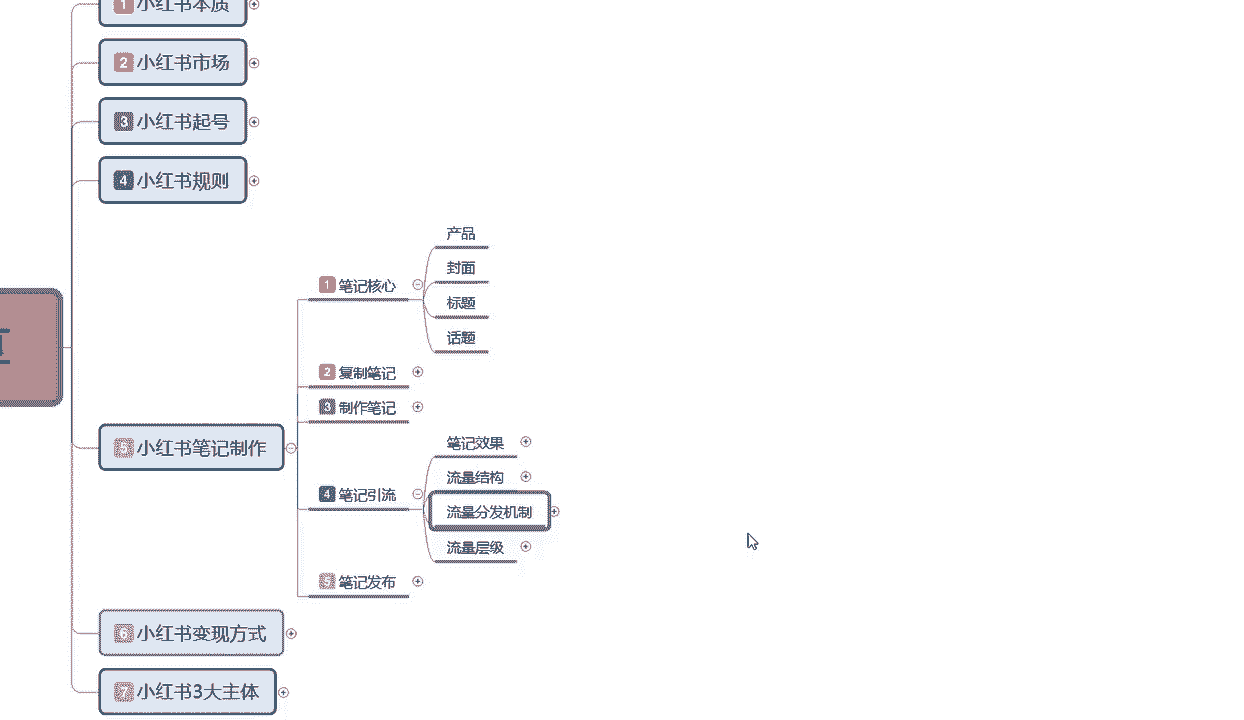 1 小红书本质
2 小红书市场
3 小红书起号
4 小红书规则
5 小红书笔记制作
1 笔记核心
产品
封面
标题
话题
2 复制笔记
3 制作笔记
4 笔记引流
笔记效果
流量结构
流量分发机制
流量层级
5 笔记发布
6 小红书变现方式
7 小红书3大主体